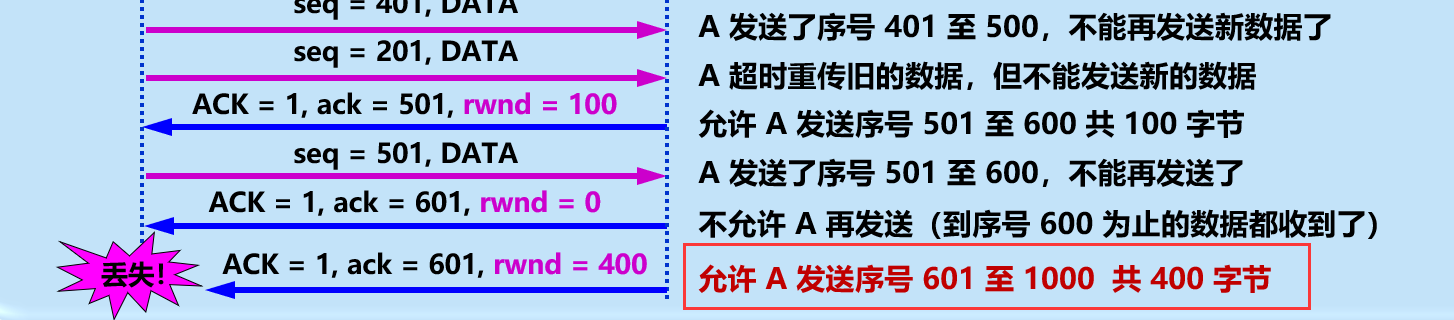 seq = 401, DATA
A 发送了序号 401 至 500，不能再发送新数据了
seq = 201, DATA
A 超时重传旧的数据，但不能发送新的数据
ACK = 1, ack = 501, rwnd = 100
允许 A 发送序号 501 至 600 共 100 字节
seq = 501, DATA
A 发送了序号 501 至 600，不能再发送了
ACK = 1, ack = 601, rwnd = 0
不允许 A 再发送（到序号 600 为止的数据都收到了）
丢失！
ACK = 1, ack = 601, rwnd = 400
允许 A 发送序号 601 至 1000 共 400 字节